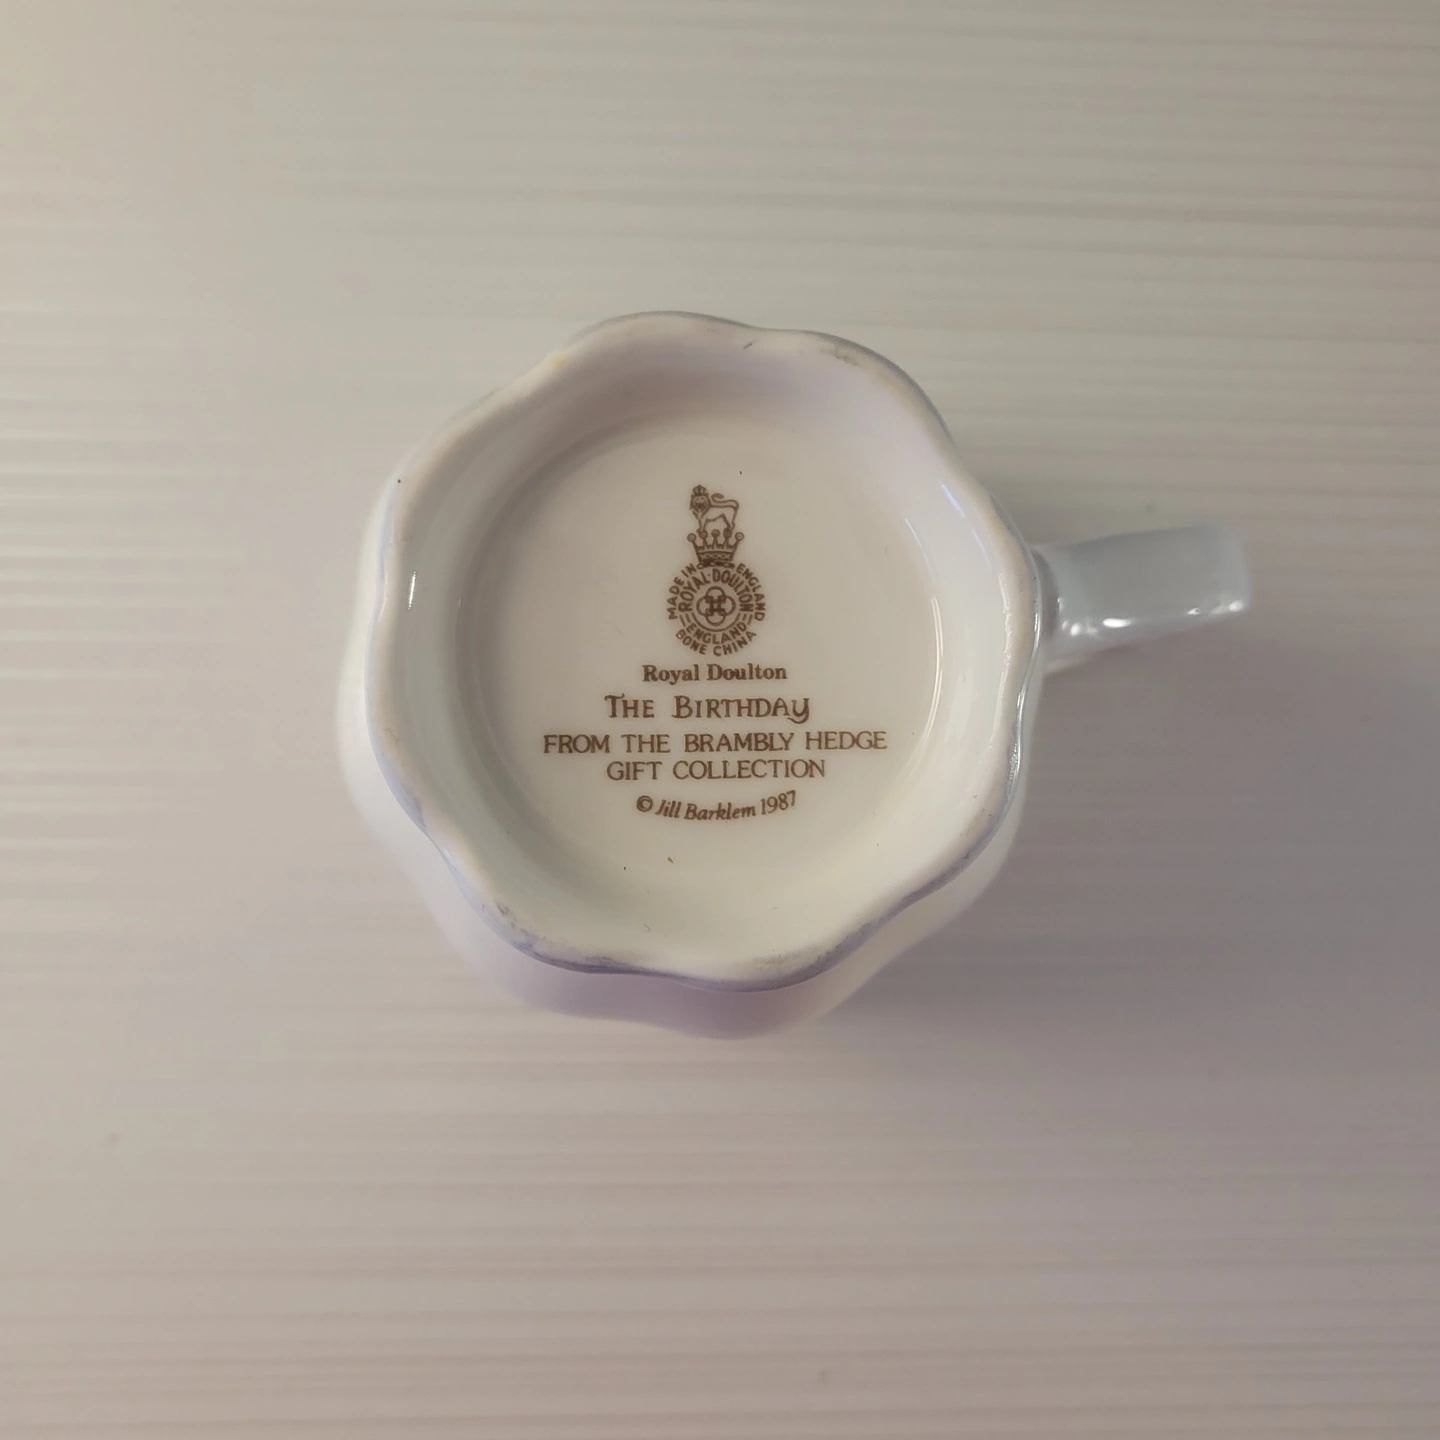 MADE IN ENGLAND
ROYAL·DOULTON
ENGLAND
BONE CHINA
Royal Doulton
THE BIRTHDAY
FROM THE BRAMBLY HEDGE
GIFT COLLECTION
© Jill Barklem 1987